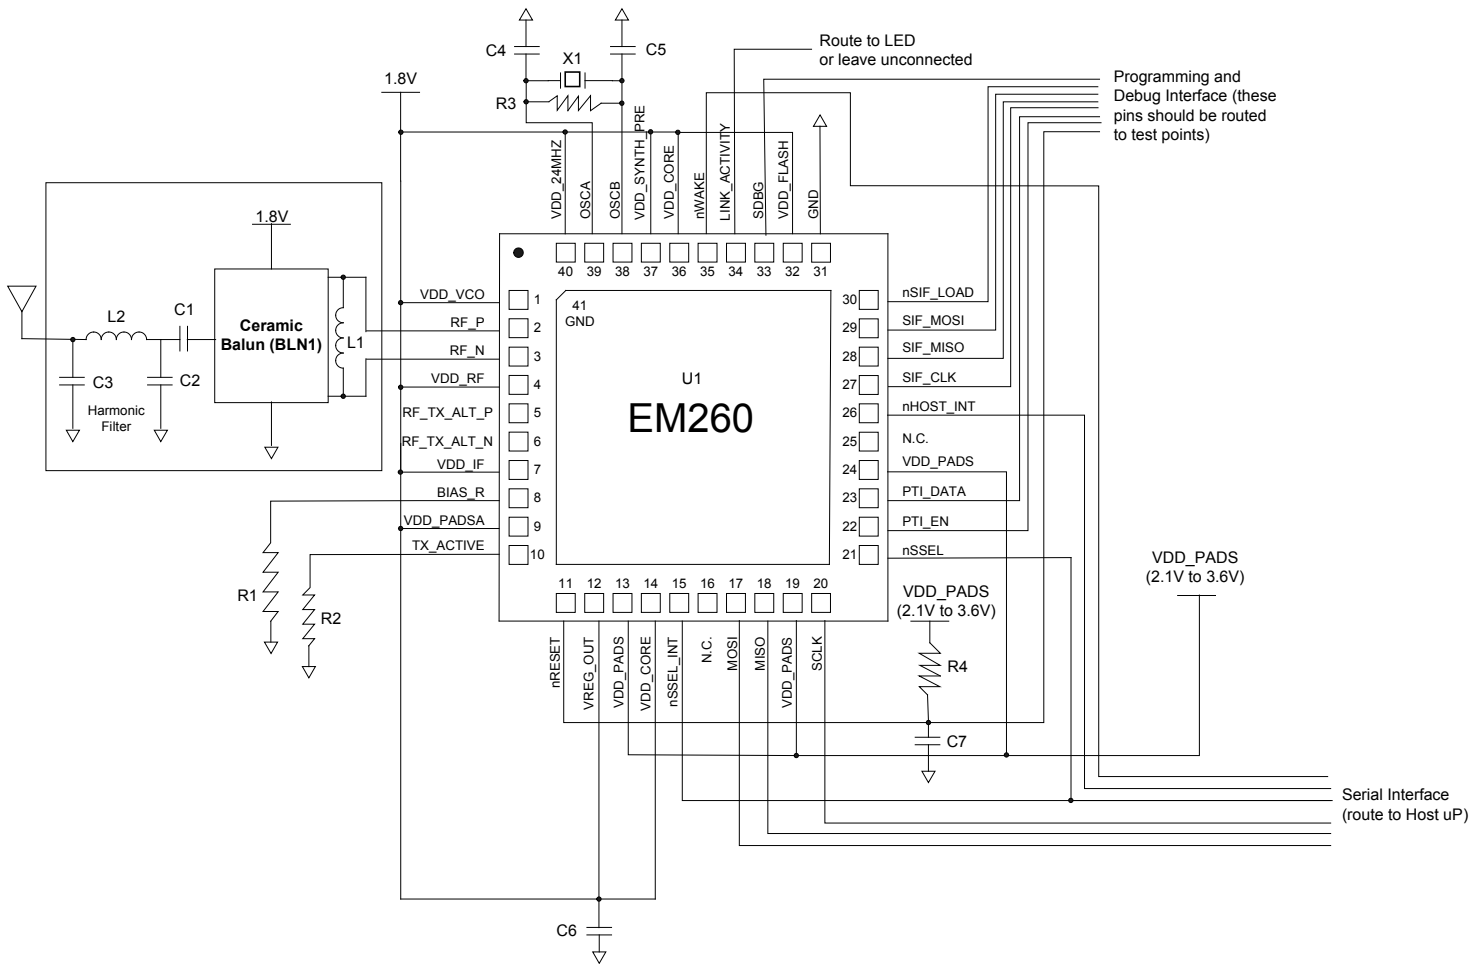 C4
C5
X1
R3
1.8V
Route to LED
or leave unconnected
Programming and
Debug Interface (these
pins should be routed
to test points)
VDD_24MHZ
OSCA
OSCB
VDD_SYNTH_PRE
VDD_CORE
nWAKE
LINK_ACTIVITY
SDBG
VDD_FLASH
GND
40
39
38
37
36
35
34
33
32
31
1.8V
Ceramic
Balun (BLN1)
L1
L2
C1
C3
C2
Harmonic
Filter
VDD_VCO
RF_P
RF_N
VDD_RF
RF_TX_ALT_P
RF_TX_ALT_N
VDD_IF
BIAS_R
VDD_PADSA
TX_ACTIVE
1
2
3
4
5
6
7
8
9
10
41
GND
U1
EM260
30
29
28
27
26
25
24
23
22
21
nSIF_LOAD
SIF_MOSI
SIF_MISO
SIF_CLK
nHOST_INT
N.C.
VDD_PADS
PTI_DATA
PTI_EN
nSSEL
R1
R2
11
12
13
14
15
16
17
18
19
20
nRESET
VREG_OUT
VDD_PADS
VDD_CORE
nSSEL_INT
N.C.
MOSI
MISO
VDD_PADS
SCLK
VDD_PADS
(2.1V to 3.6V)
R4
C7
VDD_PADS
(2.1V to 3.6V)
Serial Interface
(route to Host uP)
C6